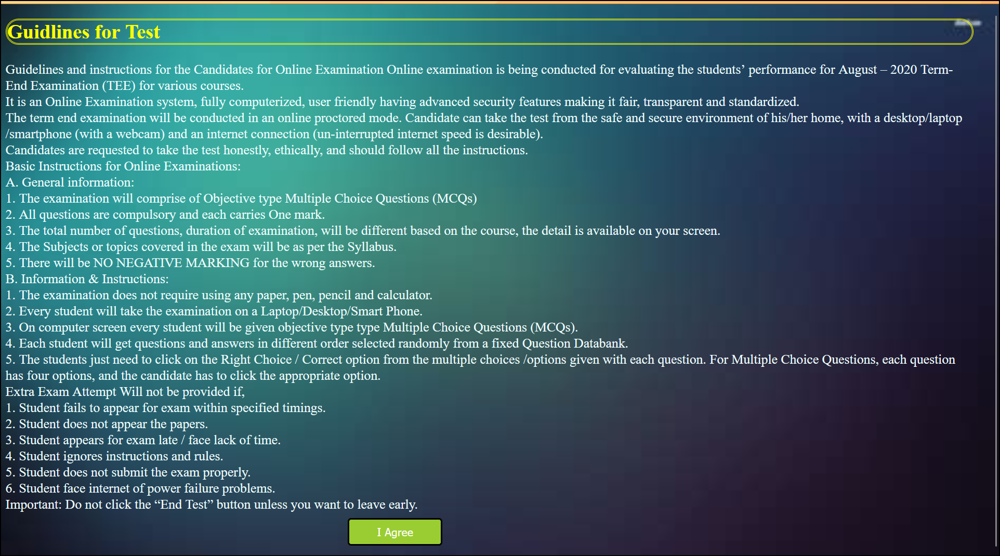 Guidlines for Test
Guidelines and instructions for the Candidates for Online Examination Online examination is being conducted for evaluating the students’ performance for August – 2020 Term-
End Examination (TEE) for various courses.
It is an Online Examination system, fully computerized, user friendly having advanced security features making it fair, transparent and standardized.
The term end examination will be conducted in an online proctored mode. Candidate can take the test from the safe and secure environment of his/her home, with a desktop/laptop
/smartphone (with a webcam) and an internet connection (un-interrupted internet speed is desirable).
Candidates are requested to take the test honestly, ethically, and should follow all the instructions.
Basic Instructions for Online Examinations:
A. General information:
1. The examination will comprise of Objective type Multiple Choice Questions (MCQs)
2. All questions are compulsory and each carries One mark.
3. The total number of questions, duration of examination, will be different based on the course, the detail is available on your screen.
4. The Subjects or topics covered in the exam will be as per the Syllabus.
5. There will be NO NEGATIVE MARKING for the wrong answers.
B. Information & Instructions:
1. The examination does not require using any paper, pen, pencil and calculator.
2. Every student will take the examination on a Laptop/Desktop/Smart Phone.
3. On computer screen every student will be given objective type type Multiple Choice Questions (MCQs).
4. Each student will get questions and answers in different order selected randomly from a fixed Question Databank.
5. The students just need to click on the Right Choice / Correct option from the multiple choices /options given with each question. For Multiple Choice Questions, each question
has four options, and the candidate has to click the appropriate option.
Extra Exam Attempt Will not be provided if,
1. Student fails to appear for exam within specified timings.
2. Student does not appear the papers.
3. Student appears for exam late / face lack of time.
4. Student ignores instructions and rules.
5. Student does not submit the exam properly.
6. Student face internet of power failure problems.
Important: Do not click the “End Test” button unless you want to leave early.
I Agree